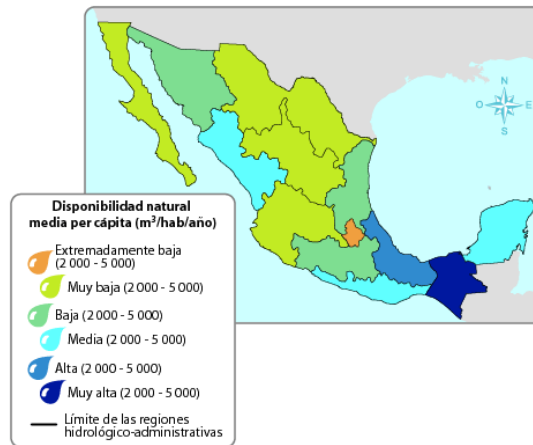 N
O E
S
Disponibilidad natural
media per cápita (m³/hab/año)
Extremadamente baja
(2 000 - 5 000)
Muy baja (2 000 - 5 000)
Baja (2 000 - 5 000)
Media (2 000 - 5 000)
Alta (2 000 - 5 000)
Muy alta (2 000 - 5 000)
Límite de las regiones
hidrológico-administrativas